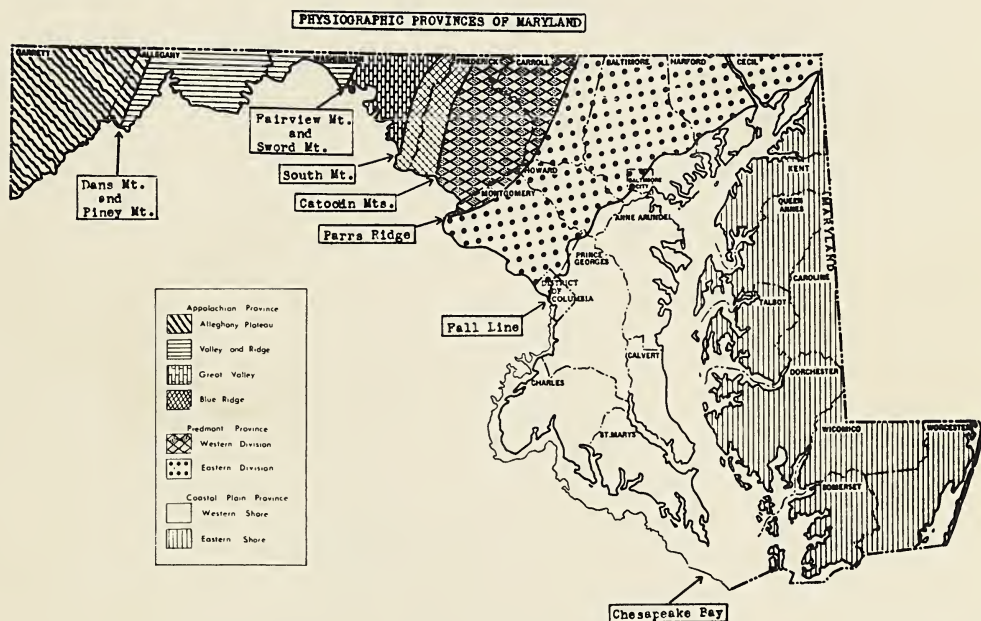 PHYSIOGRAPHIC PROVINCES OF MARYLAND
GARRETT
ALLEGANY
WASHINGTON
FREDERICK
CARROLL
BALTIMORE
HARFORD
CECIL
Fairview Mt.
and
Sword Mt.
Dans Mt.
and
Piney Mt.
South Mt.
Catoctin Mts.
Parrs Ridge
HOWARD
MONTGOMERY
BALTIMORE
CITY
ANNE ARUNDEL
KENT
QUEEN
ANNES
MARYLAND
PRINCE
GEORGES
CAROLINE
DISTRICT
OF
COLUMBIA
TALBOT
Fall Line
CALVERT
CHARLES
DORCHESTER
ST. MARYS
WICOMICO
WORCESTER
SOMERSET
Appalachian Province
Alleghany Plateau
Valley and Ridge
Great Valley
Blue Ridge
Piedmont Province
Western Division
Eastern Division
Coastal Plain Province
Western Shore
Eastern Shore
Chesapeake Bay